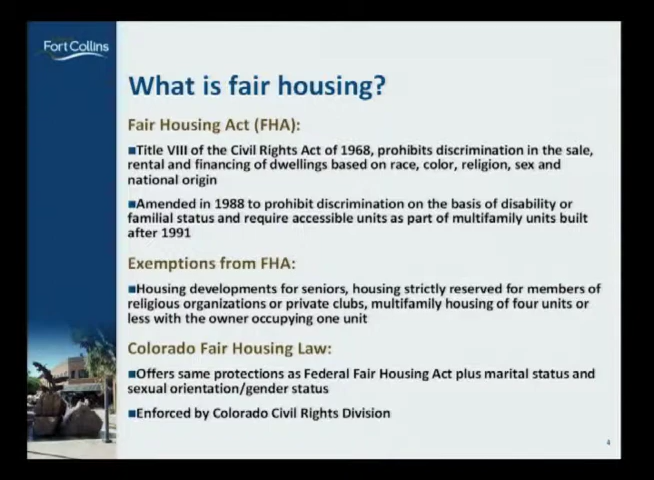 Fort Collins
What is fair housing?
Fair Housing Act (FHA):
■Title VIII of the Civil Rights Act of 1968, prohibits discrimination in the sale,
rental and financing of dwellings based on race, color, religion, sex and
national origin
■Amended in 1988 to prohibit discrimination on the basis of disability or
familial status and require accessible units as part of multifamily units built
after 1991
Exemptions from FHA:
■Housing developments for seniors, housing strictly reserved for members of
religious organizations or private clubs, multifamily housing of four units or
less with the owner occupying one unit
Colorado Fair Housing Law:
■Offers same protections as Federal Fair Housing Act plus marital status and
sexual orientation/gender status
■Enforced by Colorado Civil Rights Division
4